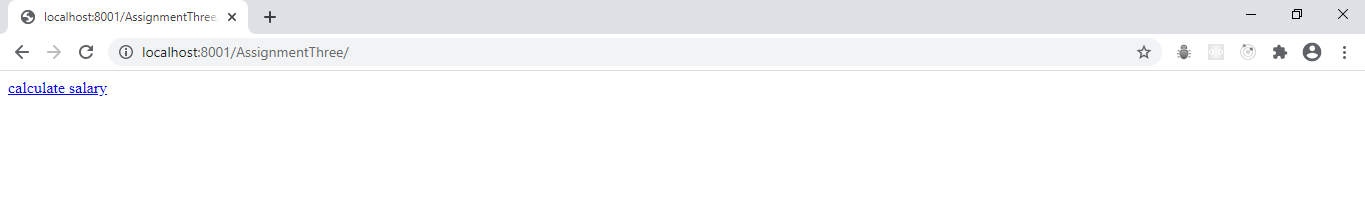 localhost:8001/AssignmentThree
localhost:8001/AssignmentThree/
calculate salary